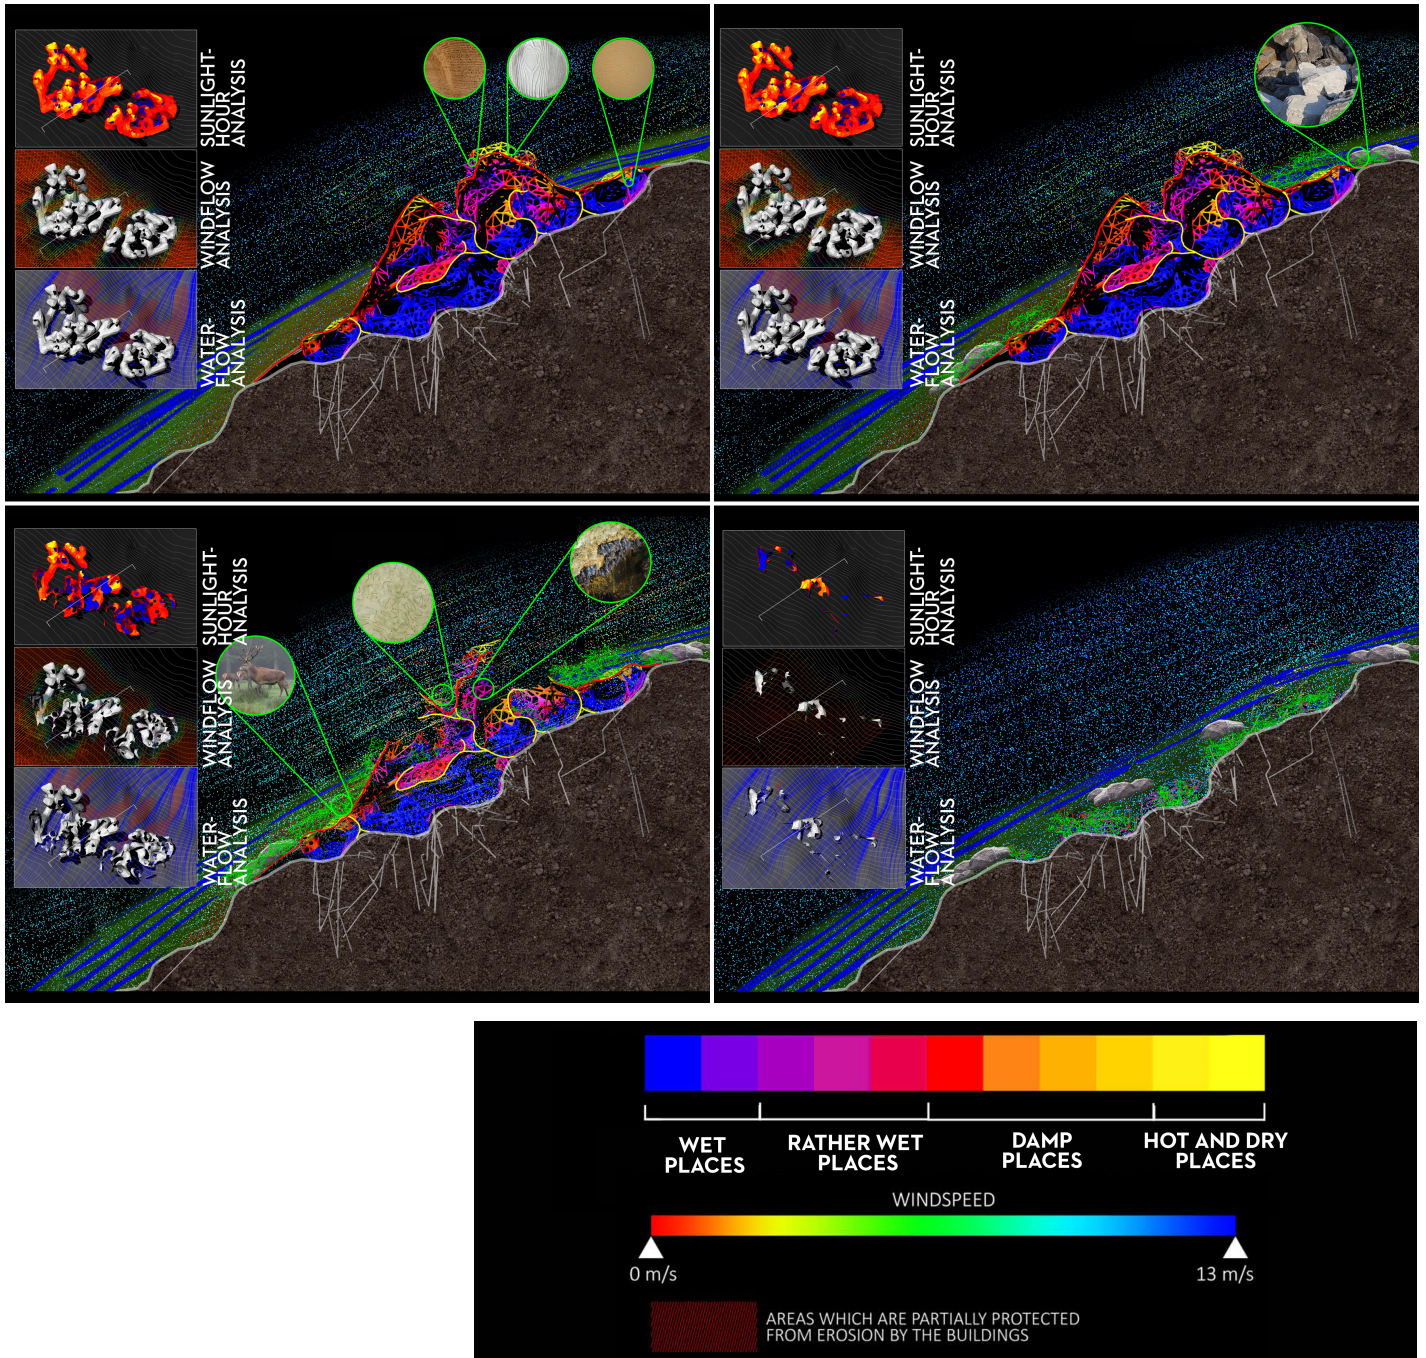 SUNLIGHT-
HOUR
ANALYSIS
WINDFLOW
ANALYSIS
WATER-
FLOW
ANALYSIS
SUNLIGHT-
HOUR
ANALYSIS
WINDFLOW
ANALYSIS
WATER-
FLOW
ANALYSIS
SUNLIGHT-
HOUR
ANALYSIS
WINDFLOW
ANALYSIS
WATER-
FLOW
ANALYSIS
SUNLIGHT-
HOUR
ANALYSIS
WINDFLOW
ANALYSIS
WATER-
FLOW
ANALYSIS
WET
PLACES
RATHER WET
PLACES
DAMP
PLACES
HOT AND DRY
PLACES
WINDSPEED
0 m/s
13 m/s
AREAS WHICH ARE PARTIALLY PROTECTED
FROM EROSION BY THE BUILDINGS